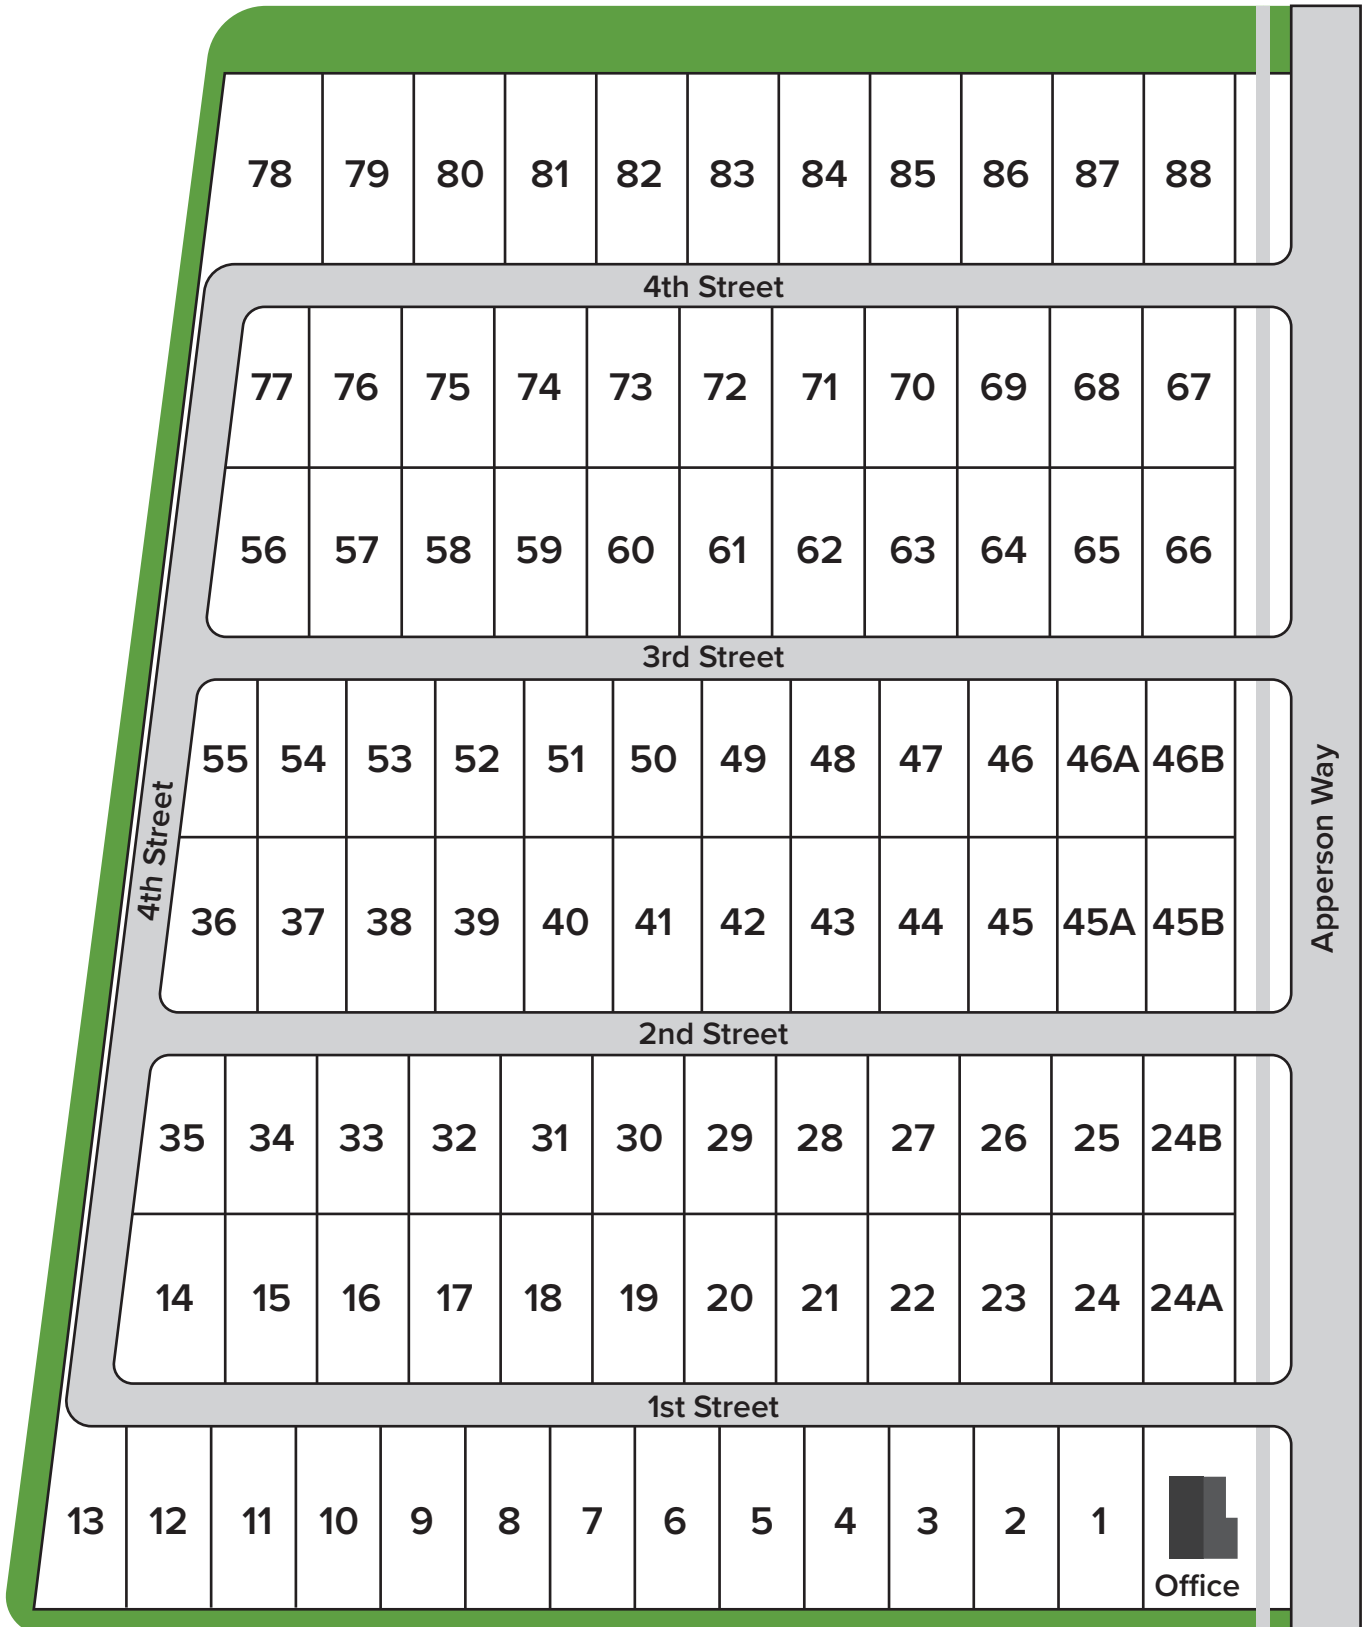 78 79 80 81 82 83 84 85 86 87 88
4th Street
77 76 75 74 73 72 71 70 69 68 67
56 57 58 59 60 61 62 63 64 65 66
3rd Street
55 54 53 52 51 50 49 48 47 46 46A 46B
4th Street
Apperson Way
36 37 38 39 40 41 42 43 44 45 45A 45B
2nd Street
35 34 33 32 31 30 29 28 27 26 25 24B
14 15 16 17 18 19 20 21 22 23 24 24A
1st Street
13 12 11 10 9 8 7 6 5 4 3 2 1
Office